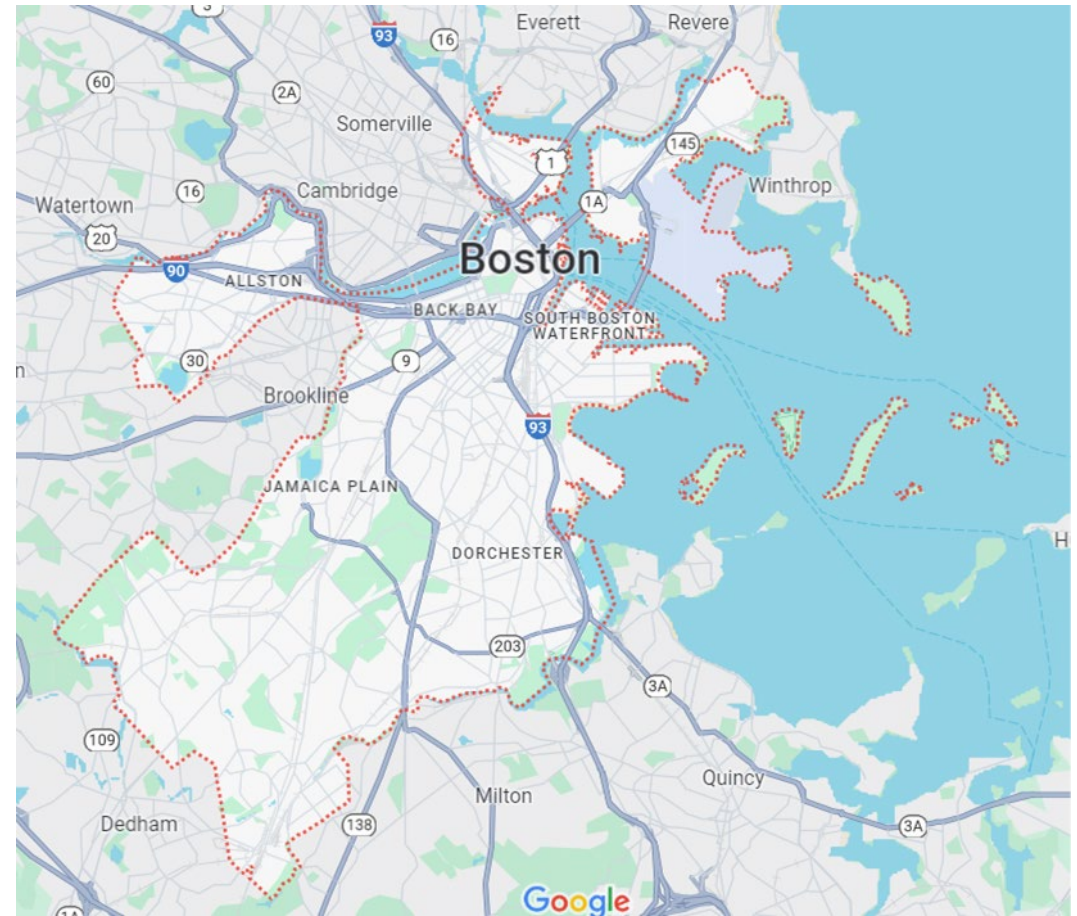 3
Everett
Revere
93
16
60
2A
Somerville
145
1
16
Cambridge
Winthrop
Watertown
1A
20
Boston
90
ALLSTON
BACK BAY
SOUTH BOSTON
WATERFRONT
30
9
n
Brookline
93
JAMAICA PLAIN
H
DORCHESTER
203
3A
109
Quincy
Milton
Dedham
138
3A
Google
1A